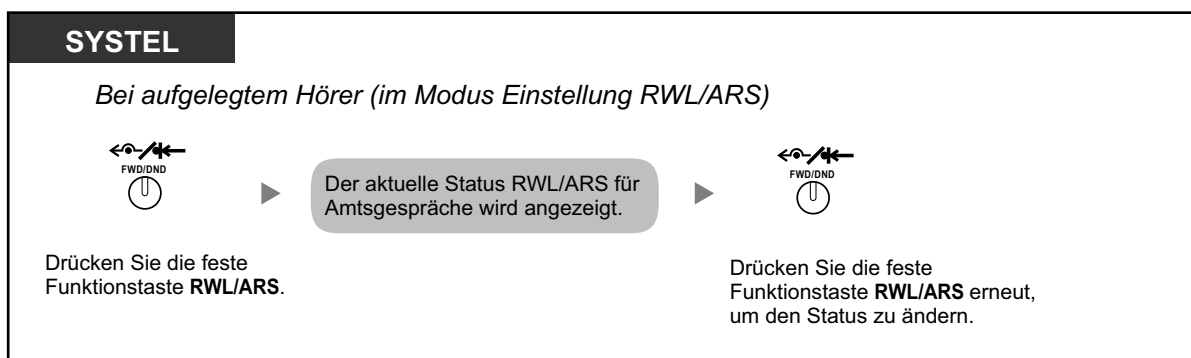 SYSTEL
Bei aufgelegtem Hörer (im Modus Einstellung RWL/ARS)
FWD/DND
Drücken Sie die feste
Funktionstaste RWL/ARS.
Der aktuelle Status RWL/ARS für
Amtsgespräche wird angezeigt.
FWD/DND
Drücken Sie die feste
Funktionstaste RWL/ARS erneut,
um den Status zu ändern.